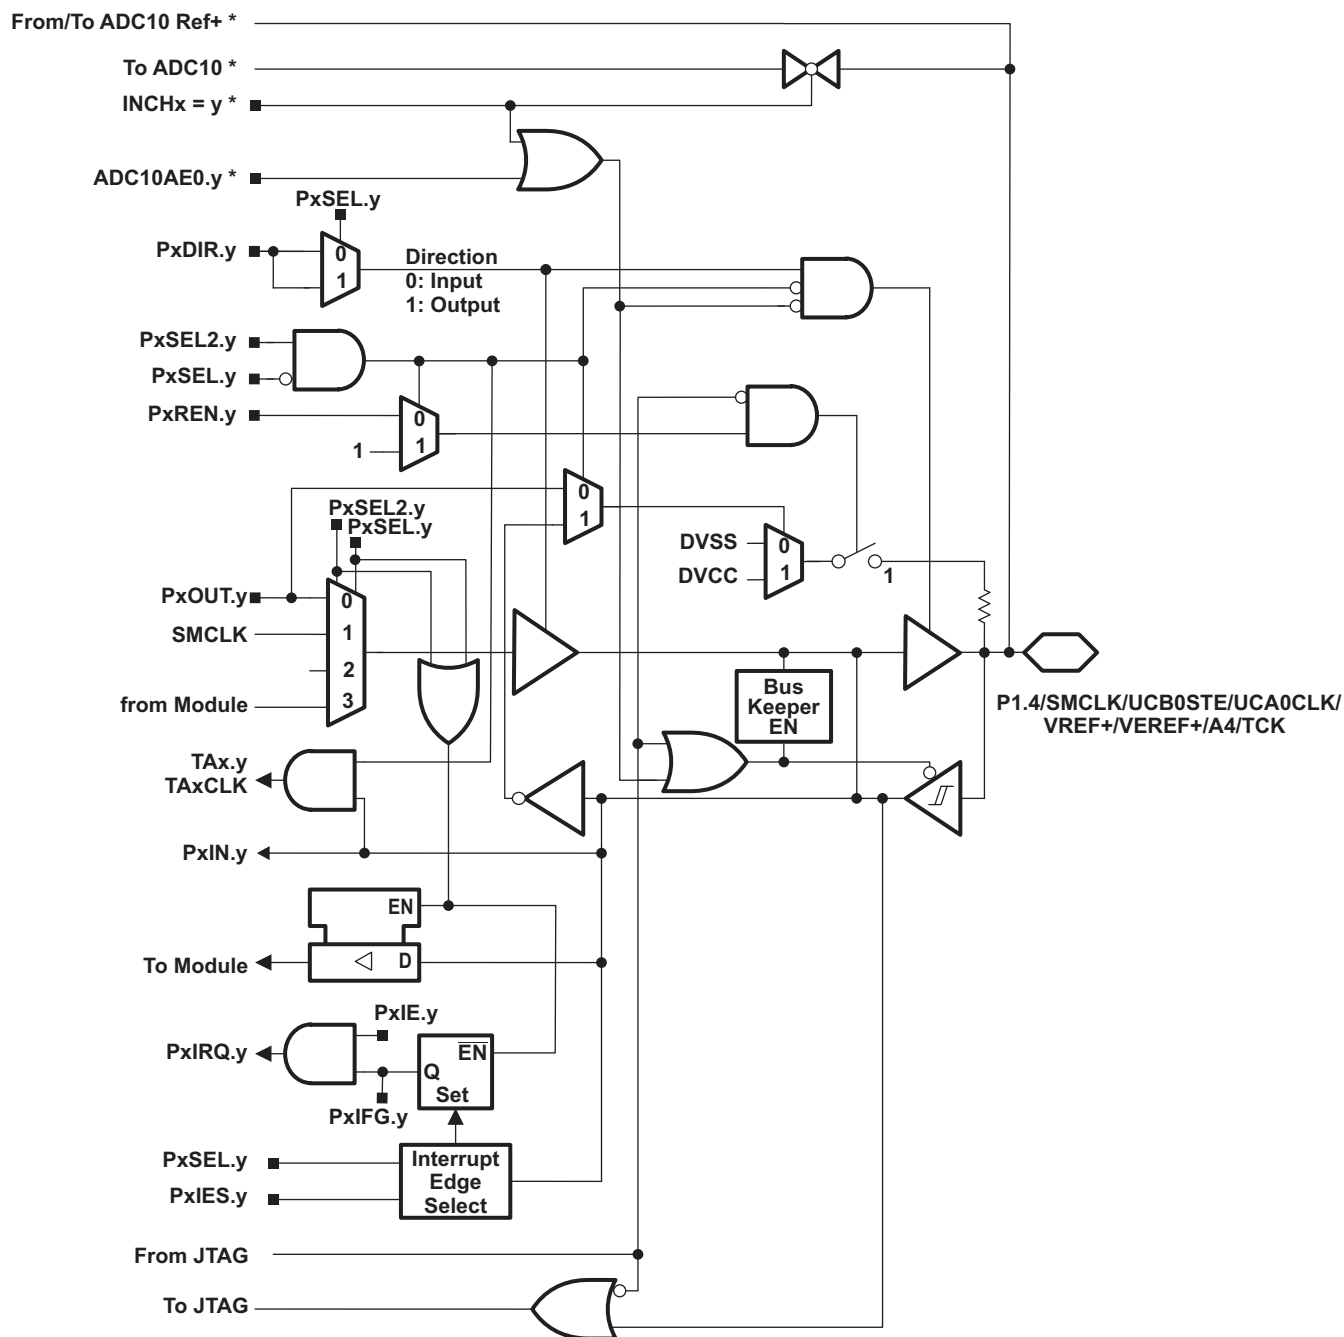 From/To ADC10 Ref+ *
To ADC10 *
INCHx = y *
ADC10AE0.y *
PxSEL.y
PxDIR.y
0
1
Direction
0: Input
1: Output
PxSEL2.y
PxSEL.y
PxREN.y
0
1
1
0
1
PxSEL2.y
PxSEL.y
DVSS
DVCC
0
1
1
PxOUT.y
SMCLK
from Module
0
1
2
3
Bus
Keeper
EN
P1.4/SMCLK/UCB0STE/UCA0CLK/
VREF+/VEREF+/A4/TCK
TAx.y
TAxCLK
PxIN.y
EN
D
To Module
PxIE.y
PxIRQ.y
EN
Q
Set
PxIFG.y
PxSEL.y
PxIES.y
Interrupt
Edge
Select
From JTAG
To JTAG